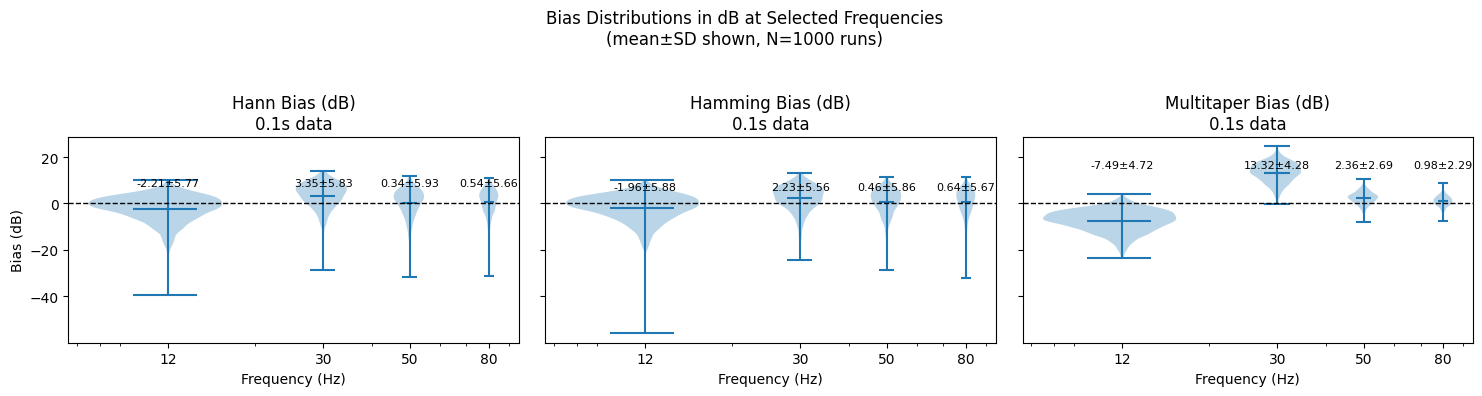 Bias Distributions in dB at Selected Frequencies
(mean±SD shown, N=1000 runs)
Hann Bias (dB)
0.1s data
Bias (dB)
20
0
−20
−40
-2.21±5.77
3.35±5.83
0.34±5.93
0.54±5.66
12
30
50
80
Frequency (Hz)
Hamming Bias (dB)
0.1s data
-1.96±5.88
2.23±5.56
0.46±5.86
0.64±5.67
12
30
50
80
Frequency (Hz)
Multitaper Bias (dB)
0.1s data
-7.49±4.72
13.32±4.28
2.36±2.69
0.98±2.29
12
30
50
80
Frequency (Hz)